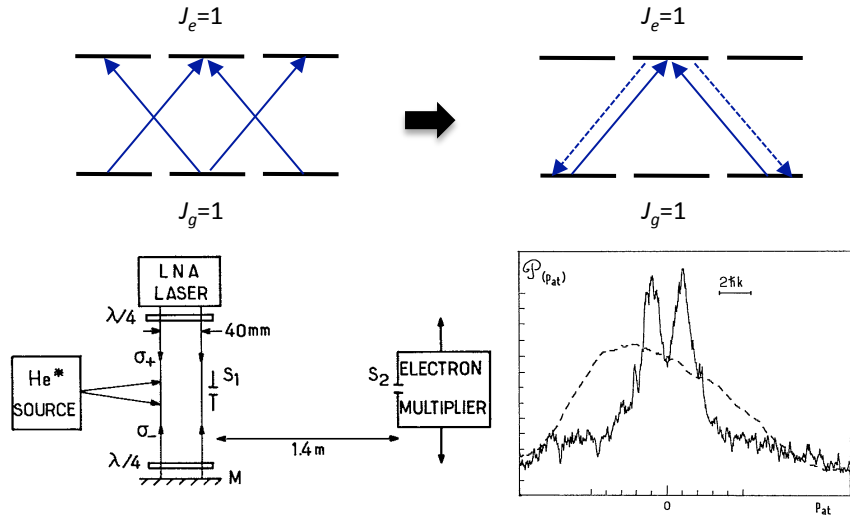 Je=1
Je=1
Jg=1
Jg=1
LNA
LASER
λ/4
40mm
σ+
S1
He*
SOURCE
σ-
λ/4
M
1.4m
S2
ELECTRON
MULTIPLIER
𝒫(pat)
2ħk
0
pat